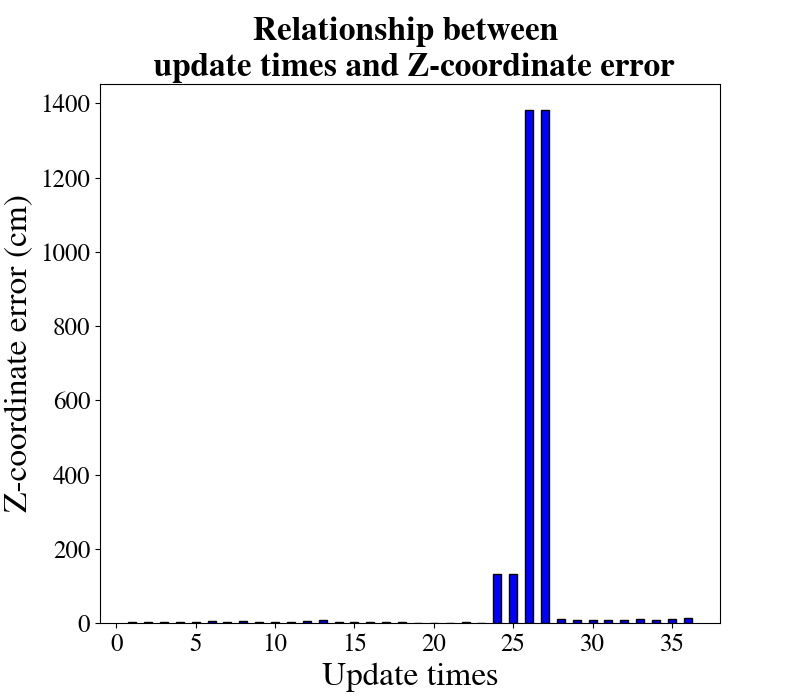 Relationship between
update times and Z-coordinate error
1400
1200
1000
800
600
400
200
0
Z-coordinate error (cm)
0 5 10 15 20 25 30 35
Update times